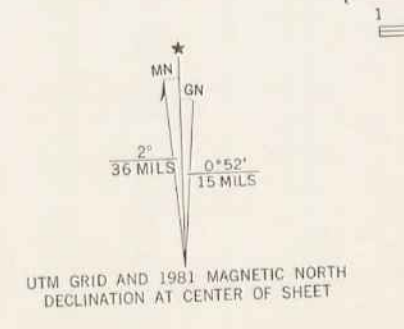 1
★
MN
GN
2°
36 MILS
0°52'
15 MILS
UTM GRID AND 1981 MAGNETIC NORTH
DECLINATION AT CENTER OF SHEET